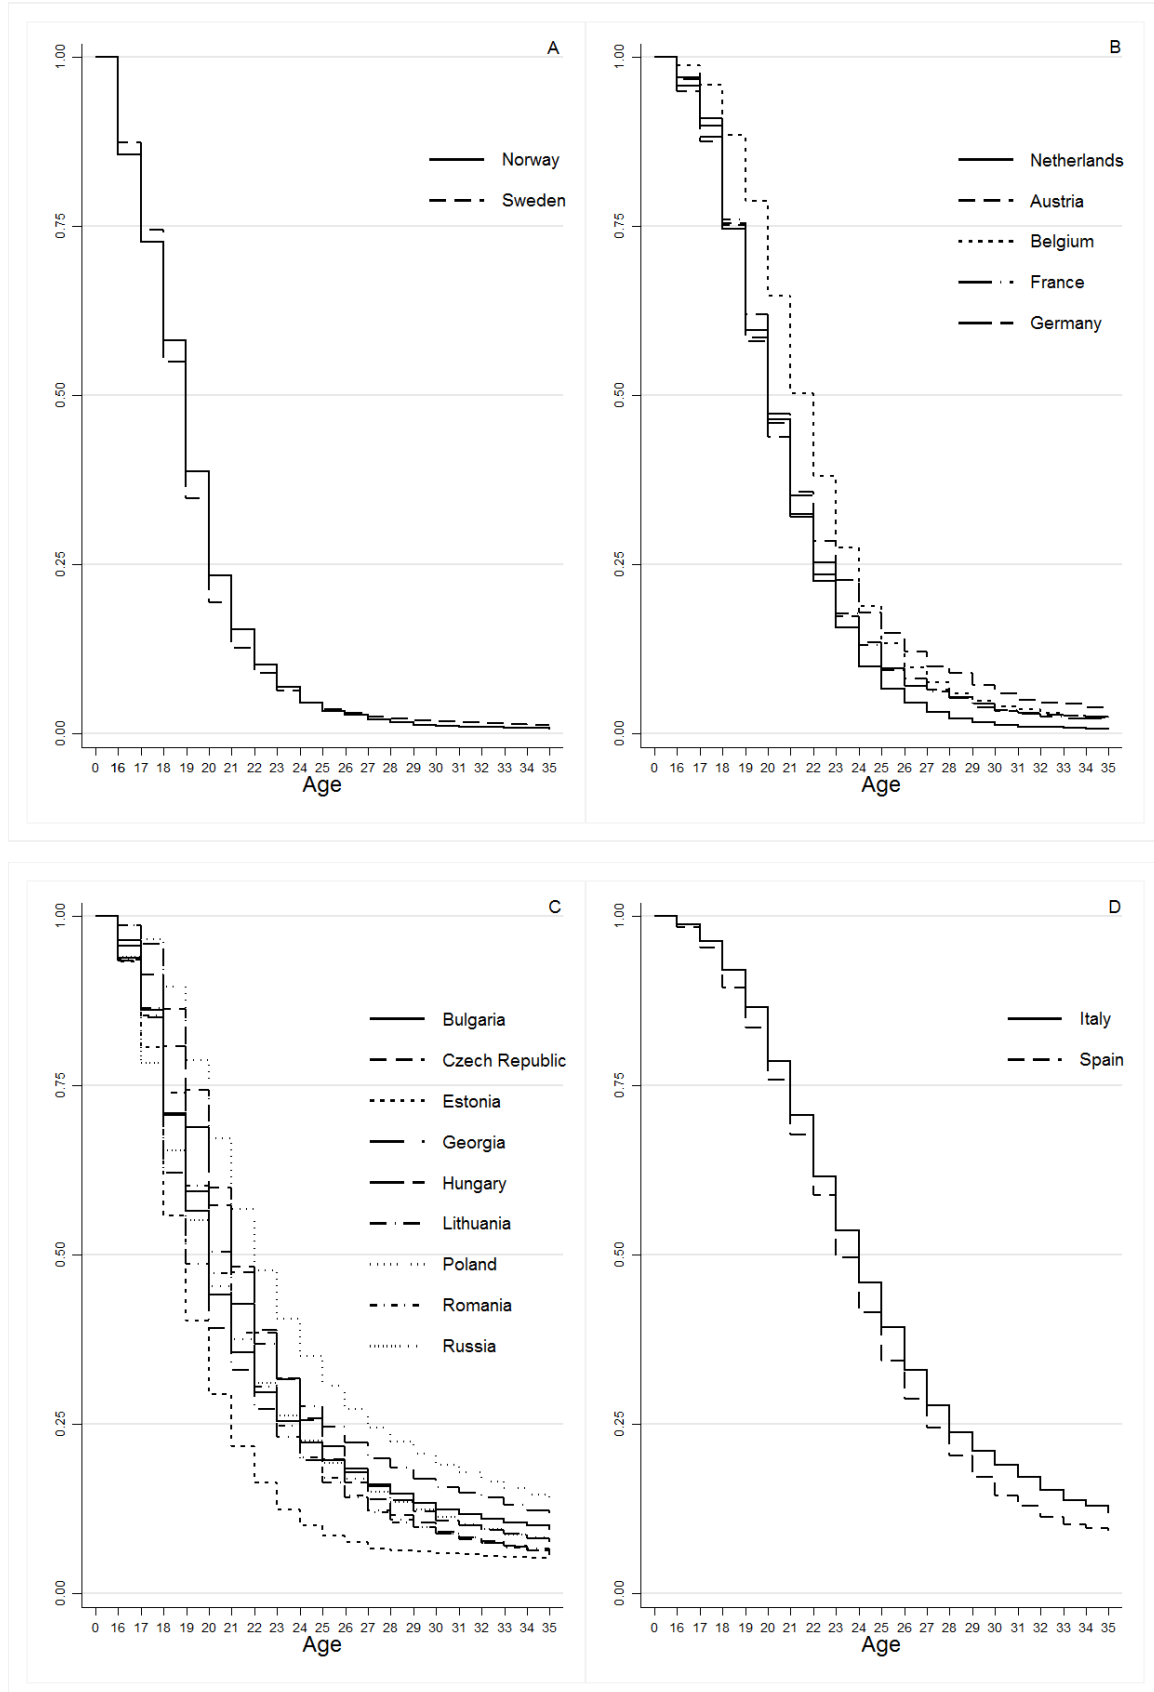 A
1.00
0.75
0.50
0.25
0.00
Norway
Sweden
0 16 17 18 19 20 21 22 23 24 25 26 27 28 29 30 31 32 33 34 35
Age
B
1.00
0.75
0.50
0.25
0.00
Netherlands
Austria
Belgium
France
Germany
0 16 17 18 19 20 21 22 23 24 25 26 27 28 29 30 31 32 33 34 35
Age
C
1.00
0.75
0.50
0.25
0.00
Bulgaria
Czech Republic
Estonia
Georgia
Hungary
Lithuania
Poland
Romania
Russia
0 16 17 18 19 20 21 22 23 24 25 26 27 28 29 30 31 32 33 34 35
Age
D
1.00
0.75
0.50
0.25
0.00
Italy
Spain
0 16 17 18 19 20 21 22 23 24 25 26 27 28 29 30 31 32 33 34 35
Age